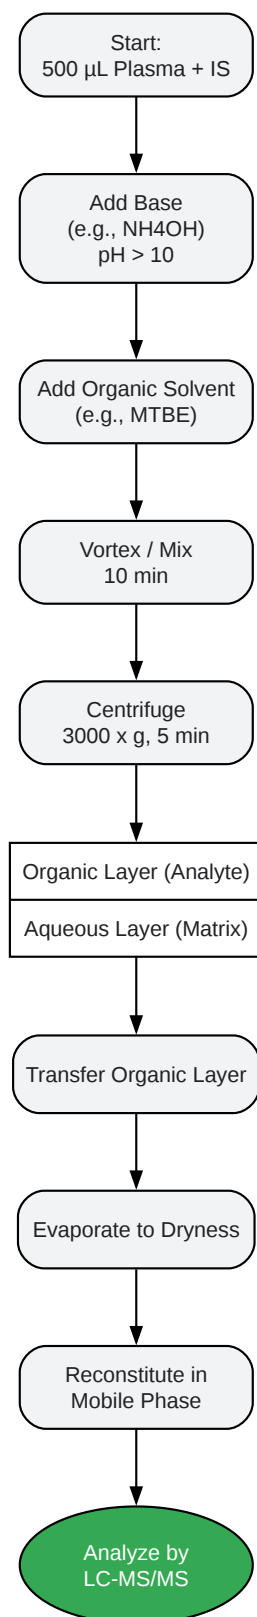 Start:
500 µL Plasma + IS
Add Base
(e.g., NH4OH)
pH > 10
Add Organic Solvent
(e.g., MTBE)
Vortex / Mix
10 min
Centrifuge
3000 x g, 5 min
Organic Layer (Analyte)
Aqueous Layer (Matrix)
Transfer Organic Layer
Evaporate to Dryness
Reconstitute in
Mobile Phase
Analyze by
LC-MS/MS